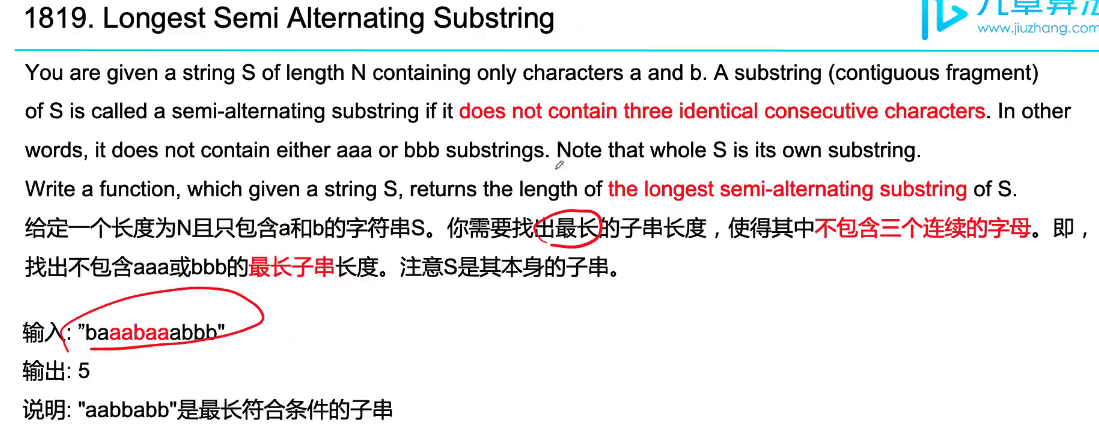 1819. Longest Semi Alternating Substring
九章算法
www.jiuzhang.com
You are given a string S of length N containing only characters a and b. A substring (contiguous fragment)
of S is called a semi-alternating substring if it does not contain three identical consecutive characters. In other
words, it does not contain either aaa or bbb substrings. Note that whole S is its own substring.
Write a function, which given a string S, returns the length of the longest semi-alternating substring of S.
给定一个长度为N且只包含a和b的字符串S。你需要找出最长的子串长度，使得其中不包含三个连续的字母。即，
找出不包含aaa或bbb的最长子串长度。注意S是其本身的子串。
输入: ”baaabaaabbb"
输出: 5
说明: "aabbabb"是最长符合条件的子串